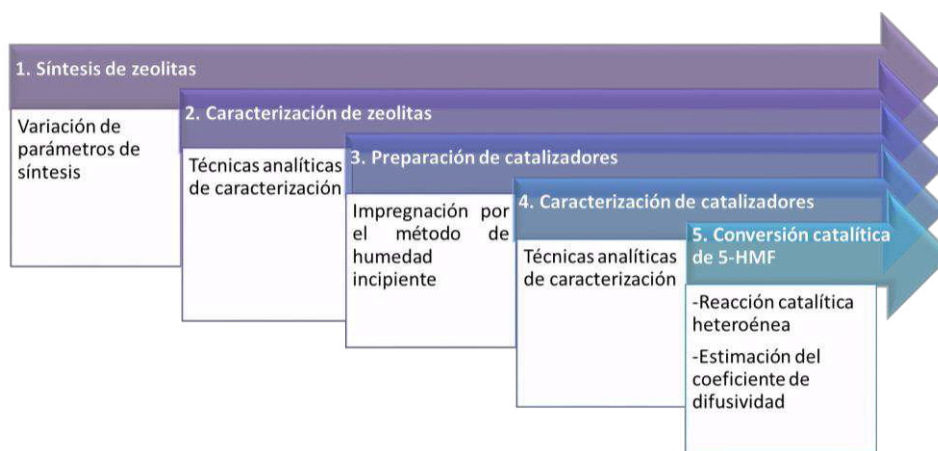 1. Síntesis de zeolitas
Variación de
parámetros de
síntesis
2. Caracterización de zeolitas
Técnicas analíticas
de caracterización
3. Preparación de catalizadores
Impregnación por
el método de
humedad
incipiente
4. Caracterización de catalizadores
Técnicas analíticas
de caracterización
5. Conversión catalítica
de 5-HMF
-Reacción catalítica
heteroénea
-Estimación del
coeficiente de
difusividad